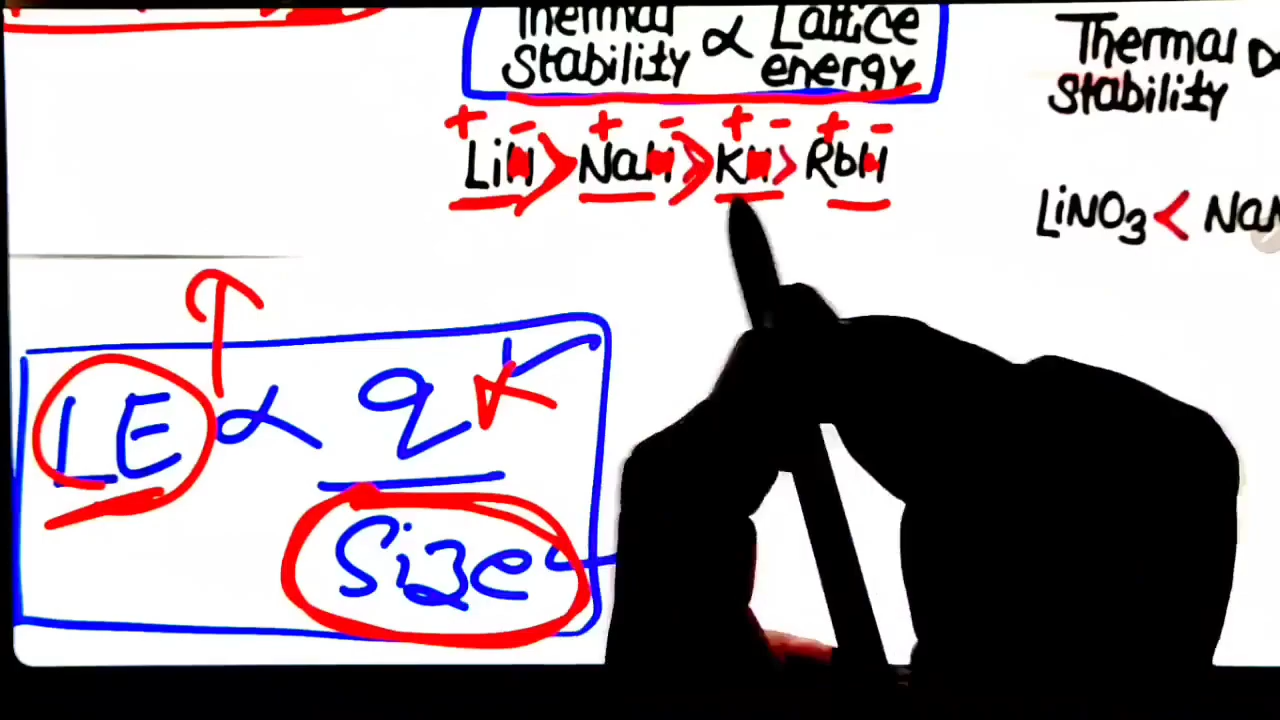 Thermal Stability ∝ Lattice energy
+ - + - + - + -
LiH > NaH > KH > RbH
Thermal ∝
Stability
LiNO3 < Na
LE ∝ q
Size